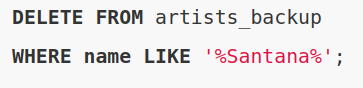 DELETE FROM artists_backup
WHERE name LIKE '%Santana%';